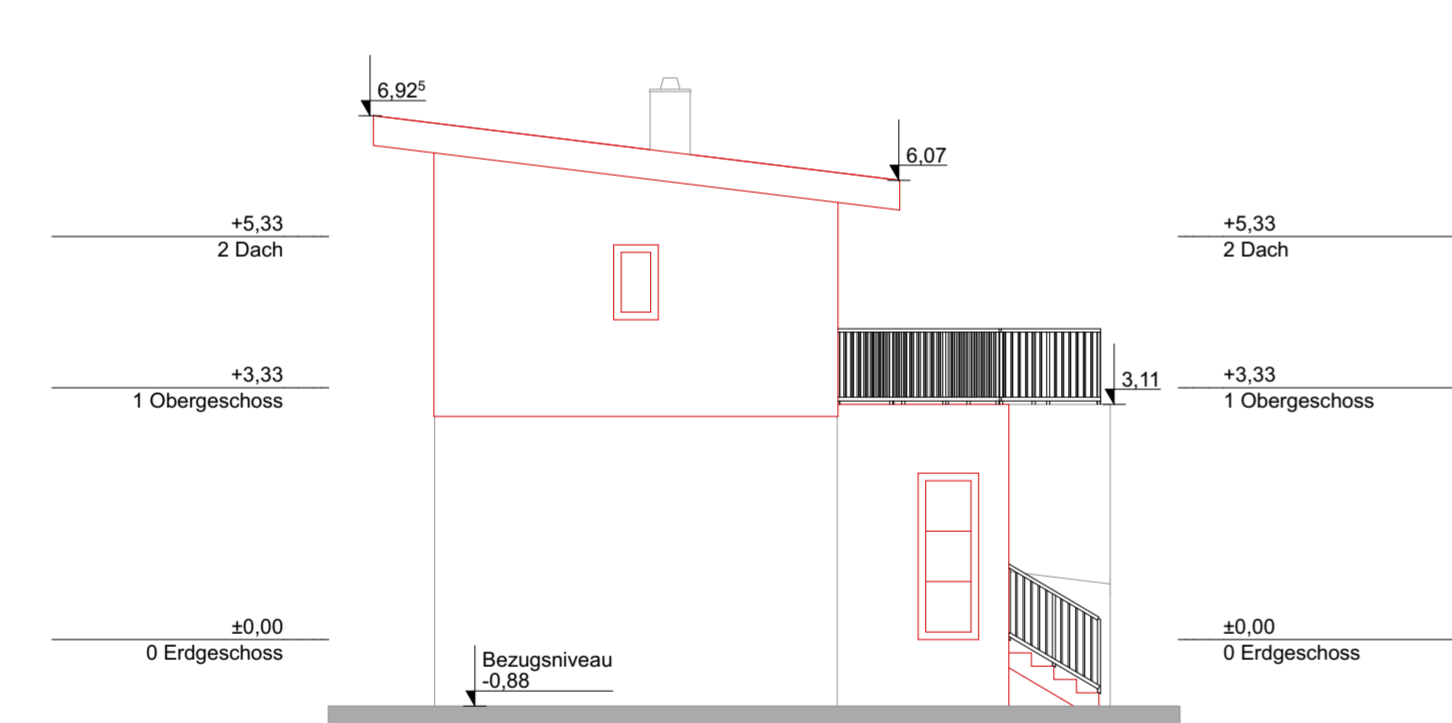 6,92⁵
6,07
+5,33
2 Dach
+5,33
2 Dach
+3,33
1 Obergeschoss
3,11
+3,33
1 Obergeschoss
±0,00
0 Erdgeschoss
±0,00
0 Erdgeschoss
Bezugsniveau
-0,88